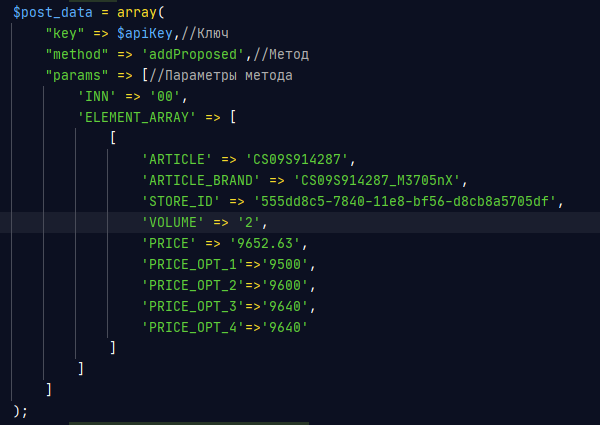 $post_data = array(
"key" => $apiKey,//Ключ
"method" => 'addProposed',//Метод
"params" => [//Параметры метода
'INN' => '00',
'ELEMENT_ARRAY' => [
[
'ARTICLE' => 'CS09S914287',
'ARTICLE_BRAND' => 'CS09S914287_M3705nX',
'STORE_ID' => '555dd8c5-7840-11e8-bf56-d8cb8a5705df',
'VOLUME' => '2',
'PRICE' => '9652.63',
'PRICE_OPT_1'=>'9500',
'PRICE_OPT_2'=>'9600',
'PRICE_OPT_3'=>'9640',
'PRICE_OPT_4'=>'9640'
]
]
]
);